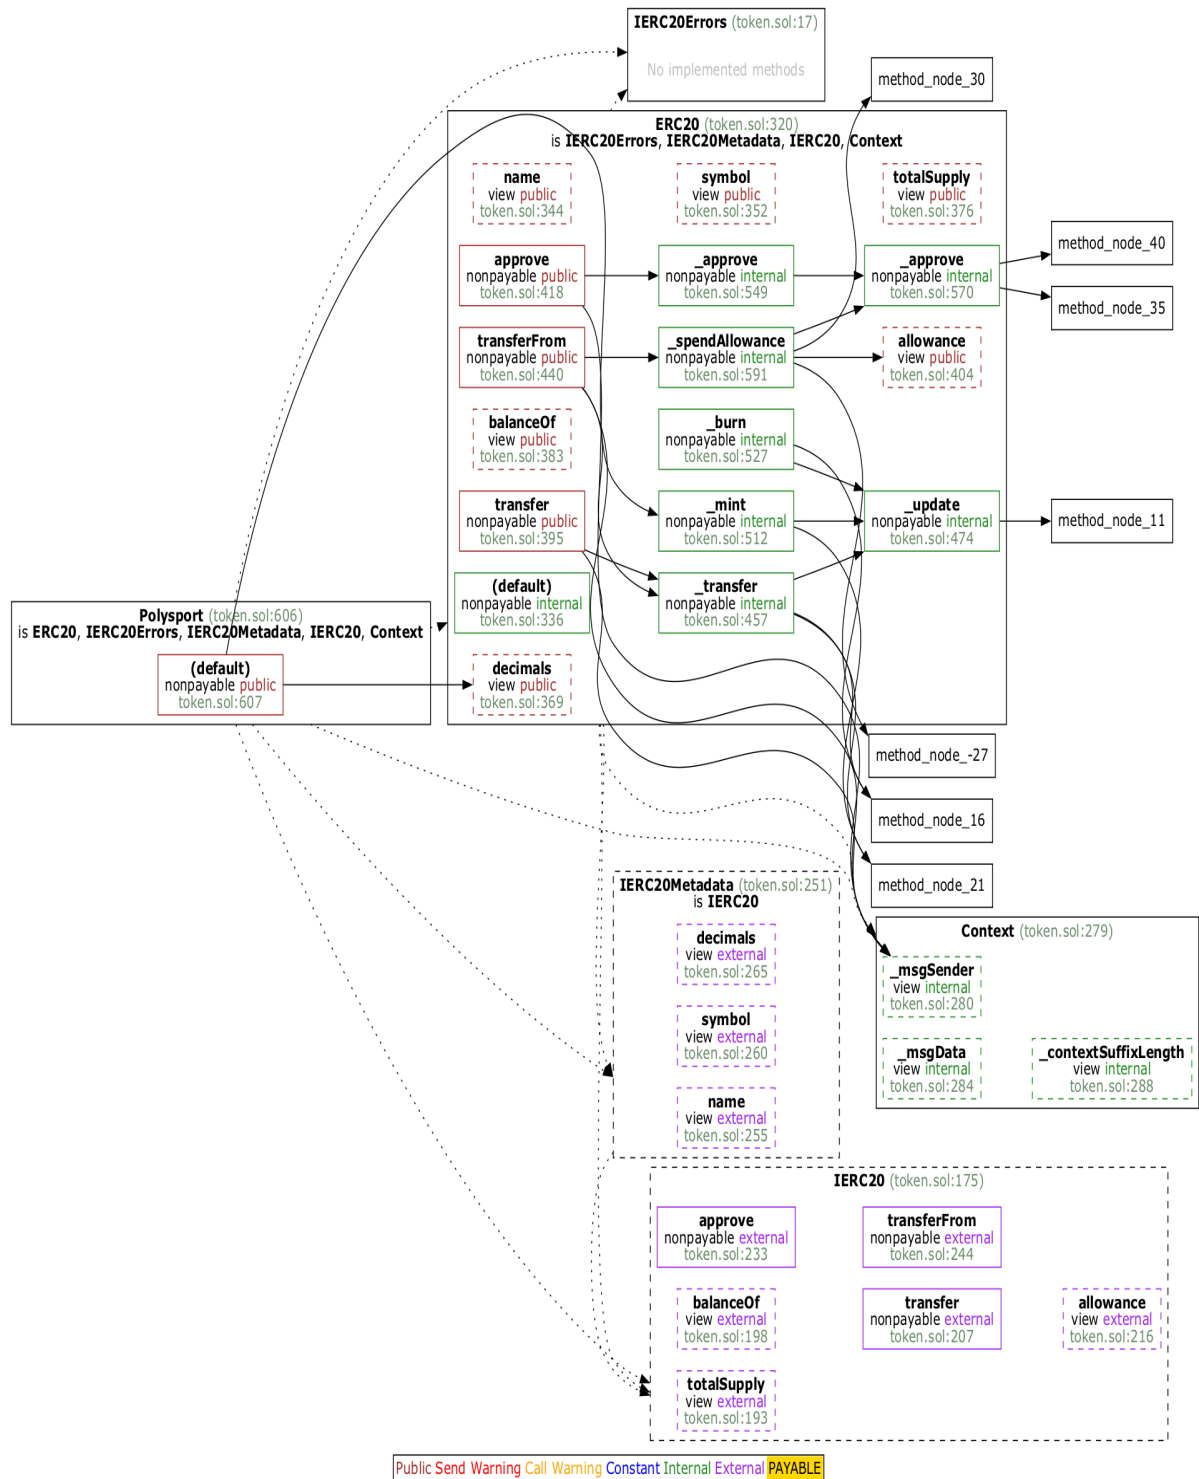 IERC20Errors (token.sol:17)
No implemented methods
method_node_30
ERC20 (token.sol:320)
is IERC20Errors, IERC20Metadata, IERC20, Context
name
view public
token.sol:344
symbol
view public
token.sol:352
totalSupply
view public
token.sol:376
approve
nonpayable public
token.sol:418
_approve
nonpayable internal
token.sol:549
_approve
nonpayable internal
token.sol:570
method_node_40
method_node_35
transferFrom
nonpayable public
token.sol:440
_spendAllowance
nonpayable internal
token.sol:591
allowance
view public
token.sol:404
balanceOf
view public
token.sol:383
_burn
nonpayable internal
token.sol:527
transfer
nonpayable public
token.sol:395
_mint
nonpayable internal
token.sol:512
_update
nonpayable internal
token.sol:474
method_node_11
(default)
nonpayable internal
token.sol:336
_transfer
nonpayable internal
token.sol:457
Polysport (token.sol:606)
is ERC20, IERC20Errors, IERC20Metadata, IERC20, Context
(default)
nonpayable public
token.sol:607
decimals
view public
token.sol:369
method_node_-27
method_node_16
method_node_21
IERC20Metadata (token.sol:251)
is IERC20
decimals
view external
token.sol:265
symbol
view external
token.sol:260
name
view external
token.sol:255
Context (token.sol:279)
_msgSender
view internal
token.sol:280
_msgData
view internal
token.sol:284
_contextSuffixLength
view internal
token.sol:288
IERC20 (token.sol:175)
approve
nonpayable external
token.sol:233
transferFrom
nonpayable external
token.sol:244
balanceOf
view external
token.sol:198
transfer
nonpayable external
token.sol:207
allowance
view external
token.sol:216
totalSupply
view external
token.sol:193
Public Send Warning Call Warning Constant Internal External PAYABLE